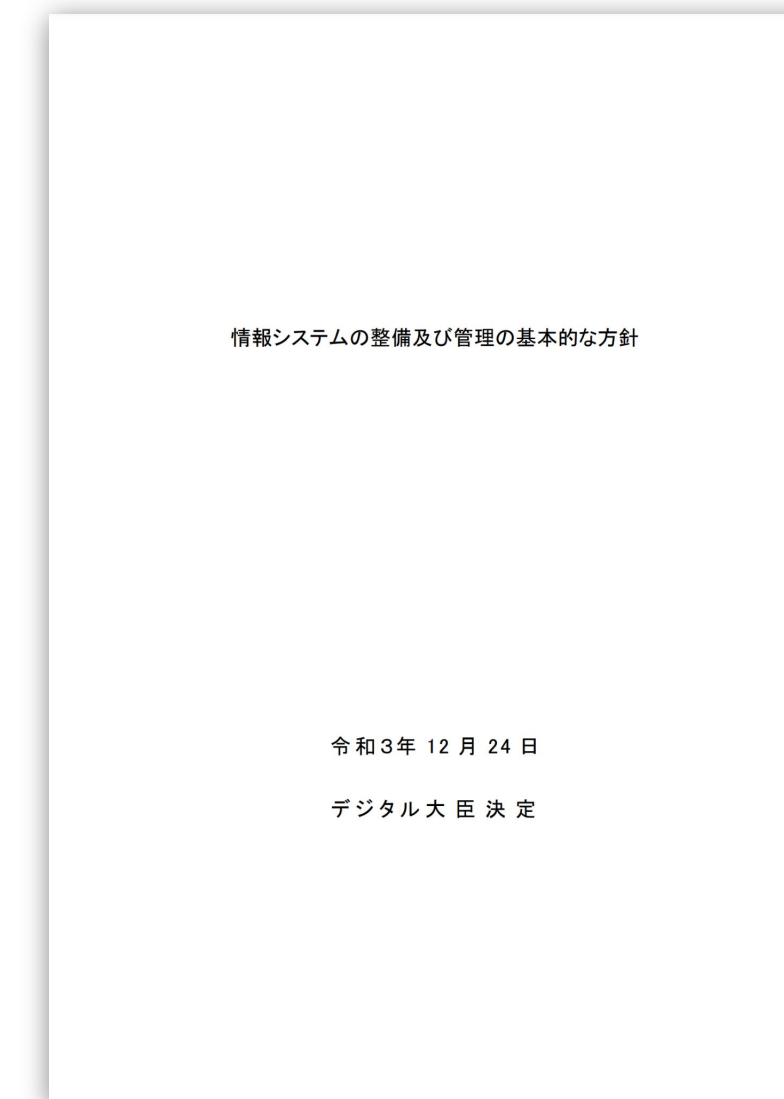 情報システムの整備及び管理の基本的な方針
令和3年 12 月 24 日
デジタル大臣決定